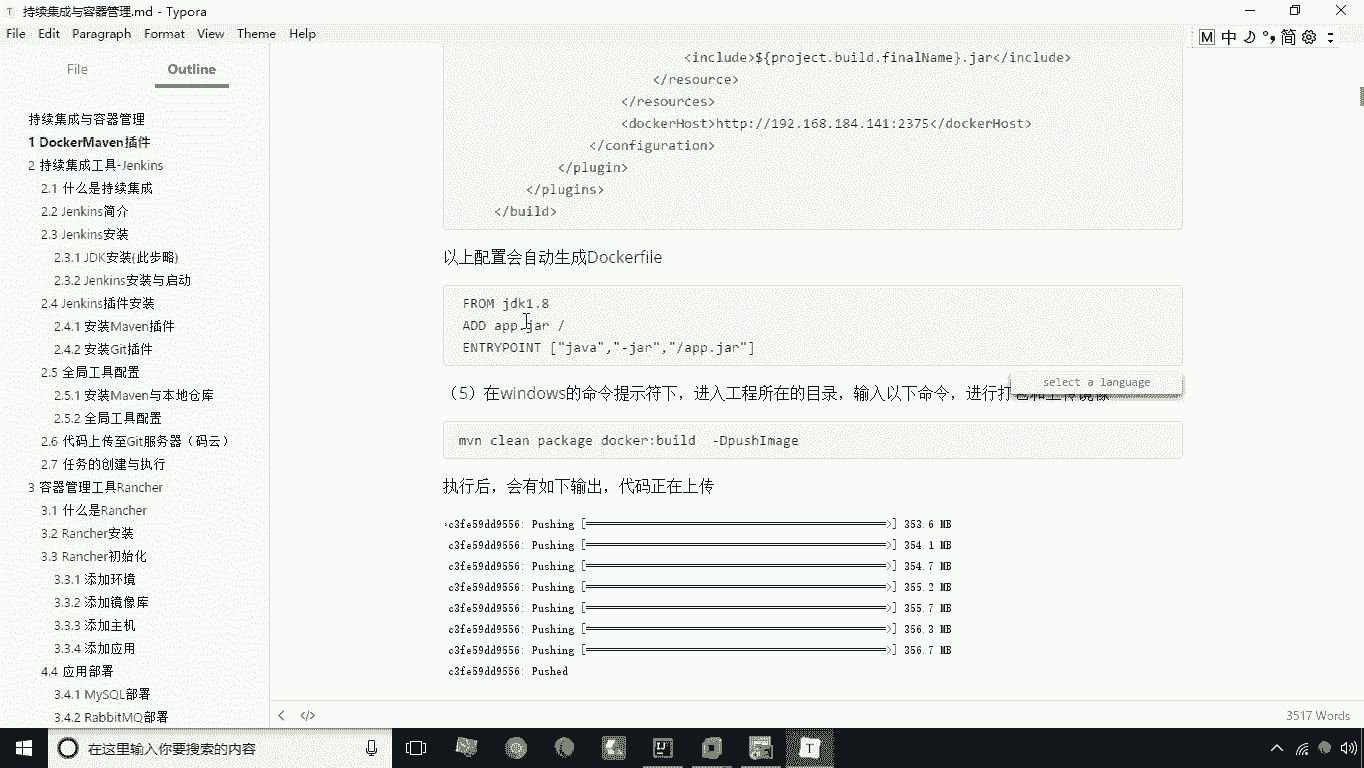 持续集成与容器管理.md - Typora
File Edit Paragraph Format View Theme Help
M 中 简
File Outline
持续集成与容器管理
1 DockerMaven插件
2 持续集成工具-Jenkins
2.1 什么是持续集成
2.2 Jenkins简介
2.3 Jenkins安装
2.3.1 JDK安装(此步略)
2.3.2 Jenkins安装与启动
2.4 Jenkins插件安装
2.4.1 安装Maven插件
2.4.2 安装Git插件
2.5 全局工具配置
2.5.1 安装Maven与本地仓库
2.5.2 全局工具配置
2.6 代码上传至Git服务器（码云）
2.7 任务的创建与执行
3 容器管理工具Rancher
3.1 什么是Rancher
3.2 Rancher安装
3.3 Rancher初始化
3.3.1 添加环境
3.3.2 添加镜像库
3.3.3 添加主机
3.3.4 添加应用
4.4 应用部署
3.4.1 MySQL部署
3.4.2 RabbitMQ部署
<include>${project.build.finalName}.jar</include>
</resource>
</resources>
<dockerHost>http://192.168.184.141:2375</dockerHost>
</configuration>
</plugin>
</plugins>
</build>
以上配置会自动生成Dockerfile
FROM jdk1.8
ADD app.jar /
ENTRYPOINT ["java","-jar","/app.jar"]
select a language
（5）在windows的命令提示符下，进入工程所在的目录，输入以下命令，进行打
mvn clean package docker:build  -DpushImage
执行后，会有如下输出，代码正在上传
c3fe59dd9556: Pushing [==================================================>] 353.6 MB
c3fe59dd9556: Pushing [==================================================>] 354.1 MB
c3fe59dd9556: Pushing [==================================================>] 354.7 MB
c3fe59dd9556: Pushing [==================================================>] 355.2 MB
c3fe59dd9556: Pushing [==================================================>] 355.7 MB
c3fe59dd9556: Pushing [==================================================>] 356.3 MB
c3fe59dd9556: Pushing [==================================================>] 356.7 MB
c3fe59dd9556: Pushed
3517 Words
在这里输入你要搜索的内容